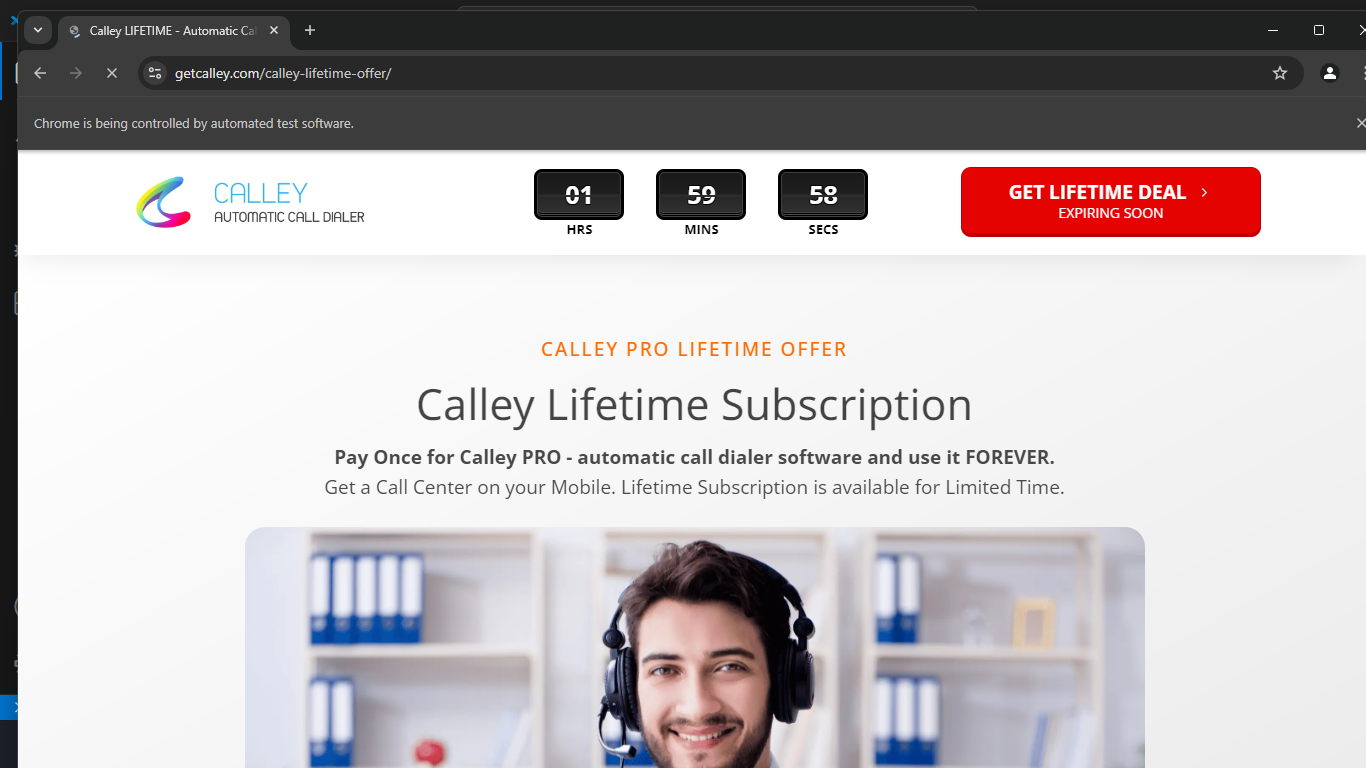 Calley LIFETIME - Automatic Ca
getcalley.com/calley-lifetime-offer/
Chrome is being controlled by automated test software.
CALLEY
AUTOMATIC CALL DIALER
01 59 58
HRS MINS SECS
GET LIFETIME DEAL
EXPIRING SOON
CALLEY PRO LIFETIME OFFER
Calley Lifetime Subscription
Pay Once for Calley PRO - automatic call dialer software and use it FOREVER.
Get a Call Center on your Mobile. Lifetime Subscription is available for Limited Time.